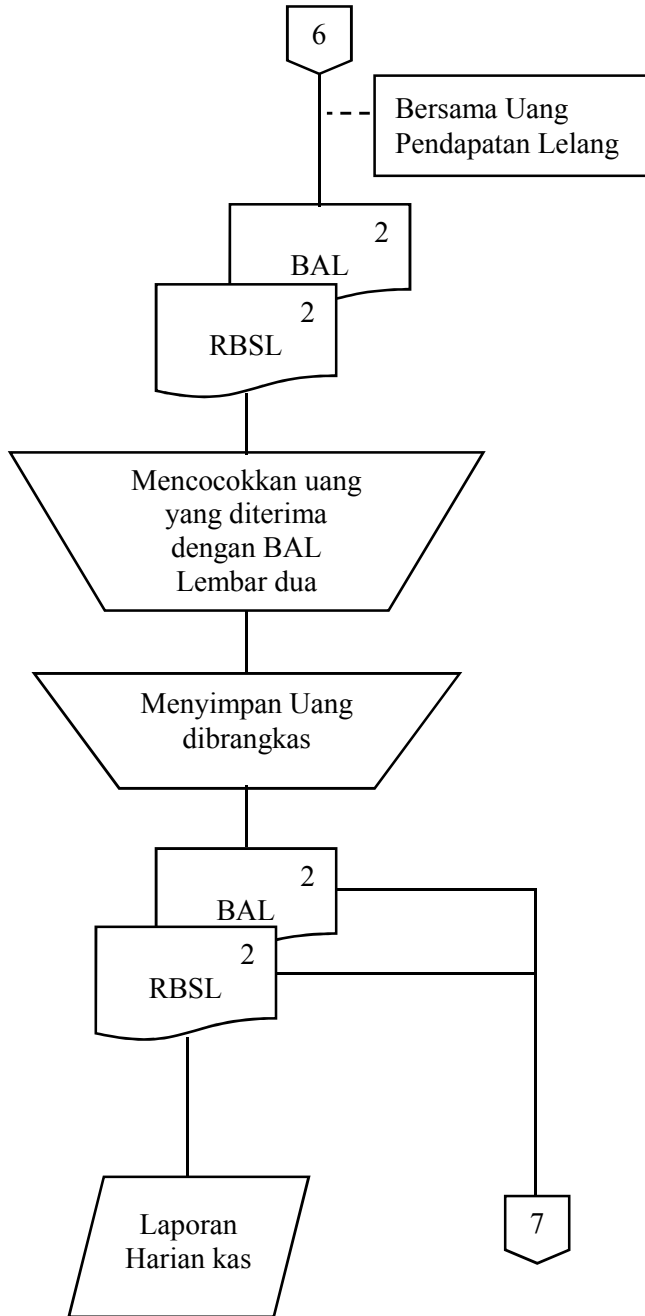 6
Bersama Uang
Pendapatan Lelang
2
BAL
2
RBSL
Mencocokkan uang
yang diterima
dengan BAL
Lembar dua
Menyimpan Uang
dibrangkas
2
BAL
2
RBSL
Laporan
Harian kas
7